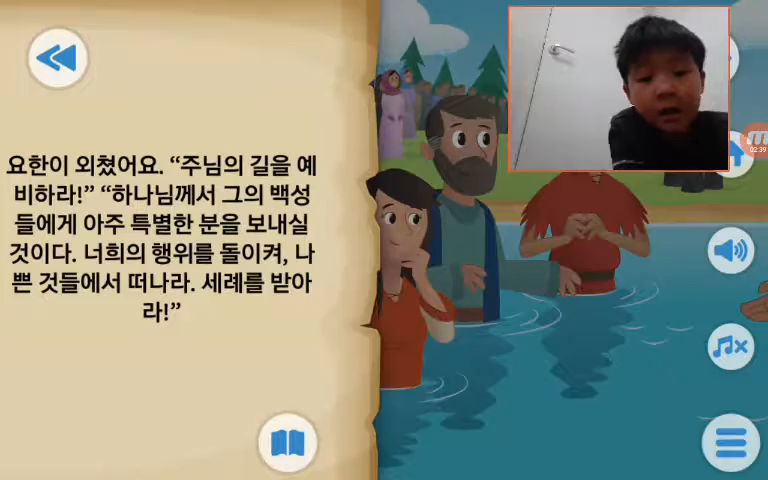 요한이 외쳤어요. “주님의 길을 예
비하라!” “하나님께서 그의 백성
들에게 아주 특별한 분을 보내실
것이다. 너희의 행위를 돌이켜, 나
쁜 것들에서 떠나라. 세례를 받아
라!”
02:39